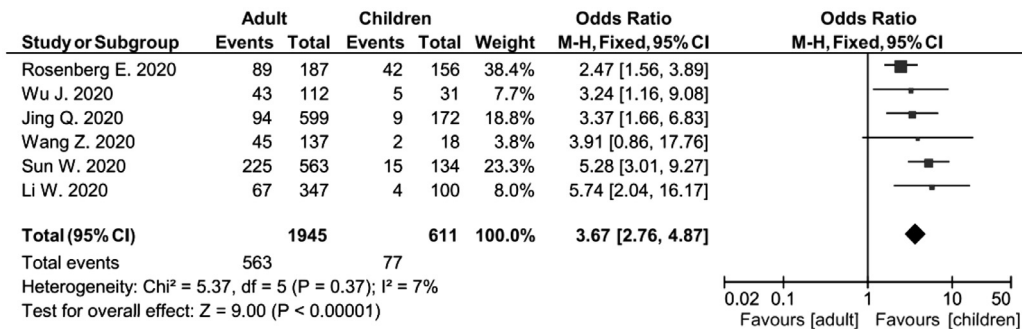 Adult Children Odds Ratio Odds Ratio
Study or Subgroup Events Total Events Total Weight M-H, Fixed, 95% CI M-H, Fixed, 95% CI
Rosenberg E. 2020 89 187 42 156 38.4% 2.47 [1.56, 3.89]
Wu J. 2020 43 112 5 31 7.7% 3.24 [1.16, 9.08]
Jing Q. 2020 94 599 9 172 18.8% 3.37 [1.66, 6.83]
Wang Z. 2020 45 137 2 18 3.8% 3.91 [0.86, 17.76]
Sun W. 2020 225 563 15 134 23.3% 5.28 [3.01, 9.27]
Li W. 2020 67 347 4 100 8.0% 5.74 [2.04, 16.17]
Total (95% CI) 1945 611 100.0% 3.67 [2.76, 4.87]
Total events 563 77
Heterogeneity: Chi² = 5.37, df = 5 (P = 0.37); I² = 7%
Test for overall effect: Z = 9.00 (P < 0.00001)
0.02 0.1 1 10 50
Favours [adult] Favours [children]